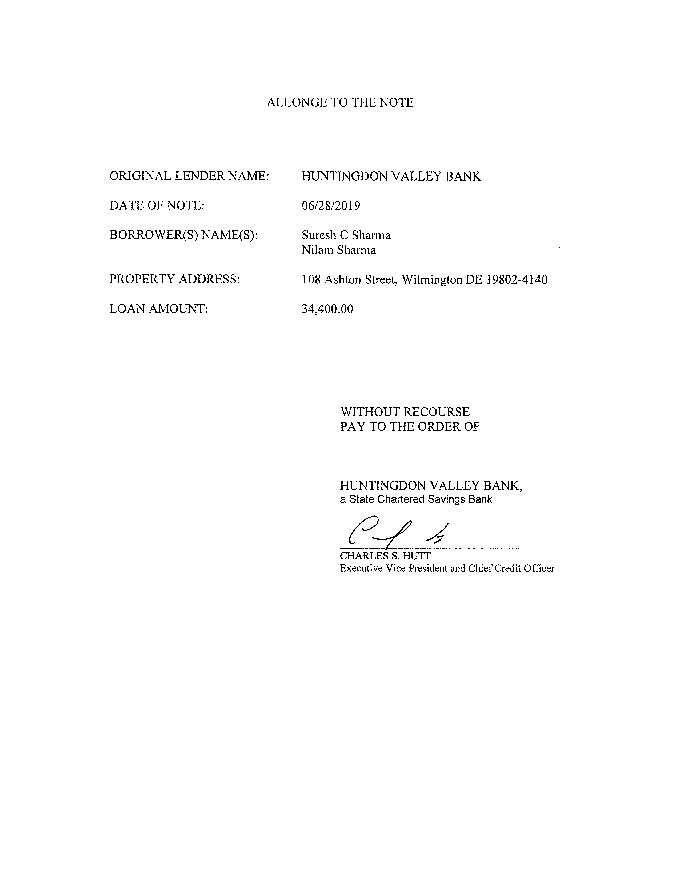 ALLONGE TO THE NOTE
ORIGINAL LENDER NAME: HUNTINGDON VALLEY BANK
DATE OF NOTE: 06/28/2019
BORROWER(S) NAME(S): Suresh C Sharma
Nilam Sharma
PROPERTY ADDRESS: 108 Ashton Street, Wilmington DE 19802-4140
LOAN AMOUNT: 34,400.00
WITHOUT RECOURSE
PAY TO THE ORDER OF
HUNTINGDON VALLEY BANK,
a State Chartered Savings Bank
CHARLES S. HUTT
Executive Vice President and Chief Credit Officer